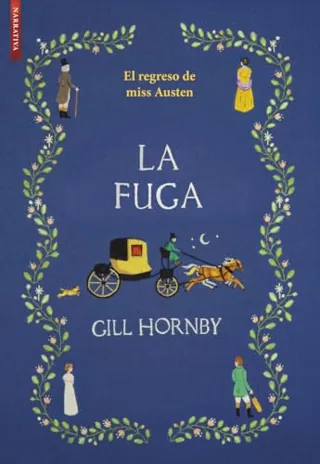 NARRATIVA
El regreso de
miss Austen
LA
FUGA
GILL HORNBY